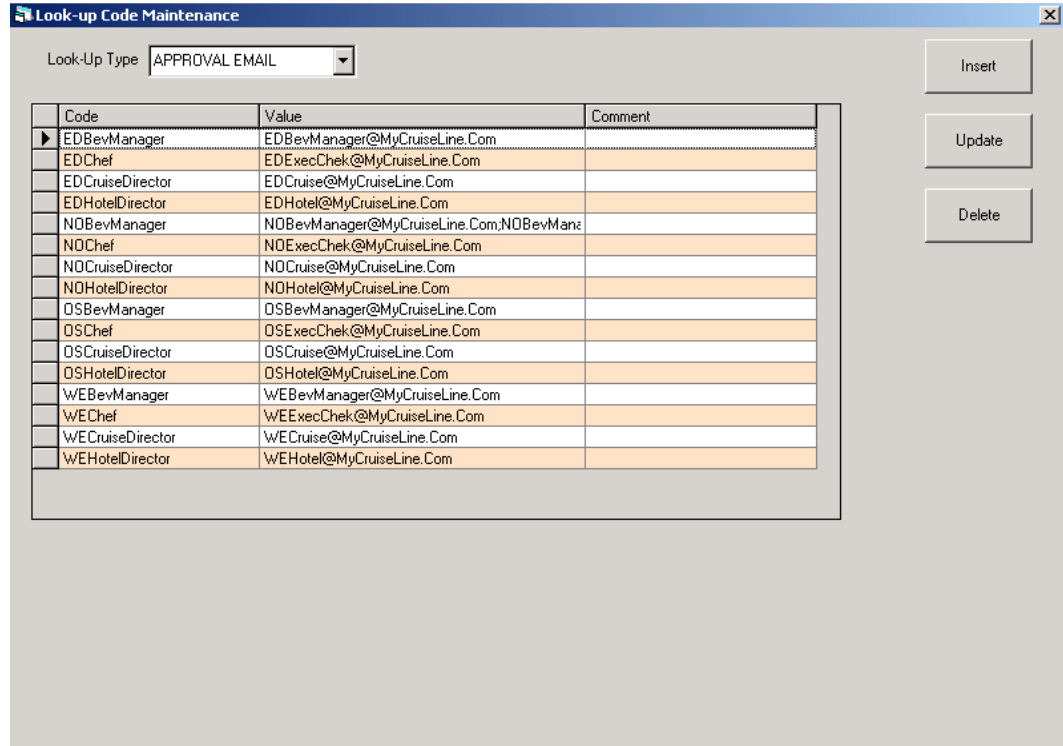 Look-up Code Maintenance
Look-Up Type APPROVAL EMAIL
Insert
Code Value Comment
EDBevManager EDBevManager@MyCruiseLine.Com
Update
EDChef EDExecChek@MyCruiseLine.Com
EDCruiseDirector EDCruise@MyCruiseLine.Com
EDHotelDirector EDHotel@MyCruiseLine.Com
Delete
NOBevManager NOBevManager@MyCruiseLine.Com;NOBevMana
NOChef NOExecChek@MyCruiseLine.Com
NOCruiseDirector NOCruise@MyCruiseLine.Com
NOHotelDirector NOHotel@MyCruiseLine.Com
OSBevManager OSBevManager@MyCruiseLine.Com
OSChef OSExecChek@MyCruiseLine.Com
OSCruiseDirector OSCruise@MyCruiseLine.Com
OSHotelDirector OSHotel@MyCruiseLine.Com
WEBevManager WEBevManager@MyCruiseLine.Com
WEChef WEExecChek@MyCruiseLine.Com
WECruiseDirector WECruise@MyCruiseLine.Com
WEHotelDirector WEHotel@MyCruiseLine.Com